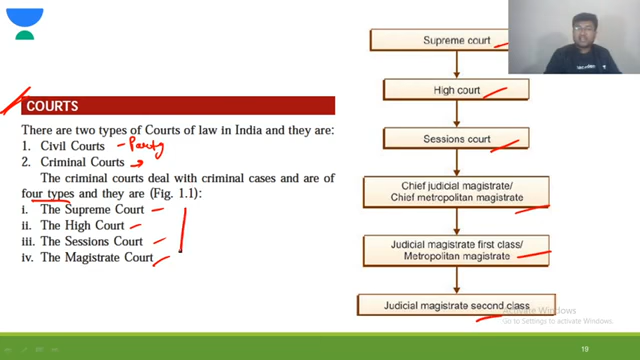 COURTS
There are two types of Courts of law in India and they are:
1. Civil Courts - Party
2. Criminal Courts
The criminal courts deal with criminal cases and are of
four types and they are (Fig. 1.1):
i. The Supreme Court
ii. The High Court
iii. The Sessions Court
iv. The Magistrate Court
Supreme court
High court
Sessions court
Chief judicial magistrate/
Chief metropolitan magistrate
Judicial magistrate first class/
Metropolitan magistrate
Judicial magistrate second class
Activate Windows
Go to Settings to activate Windows.
19